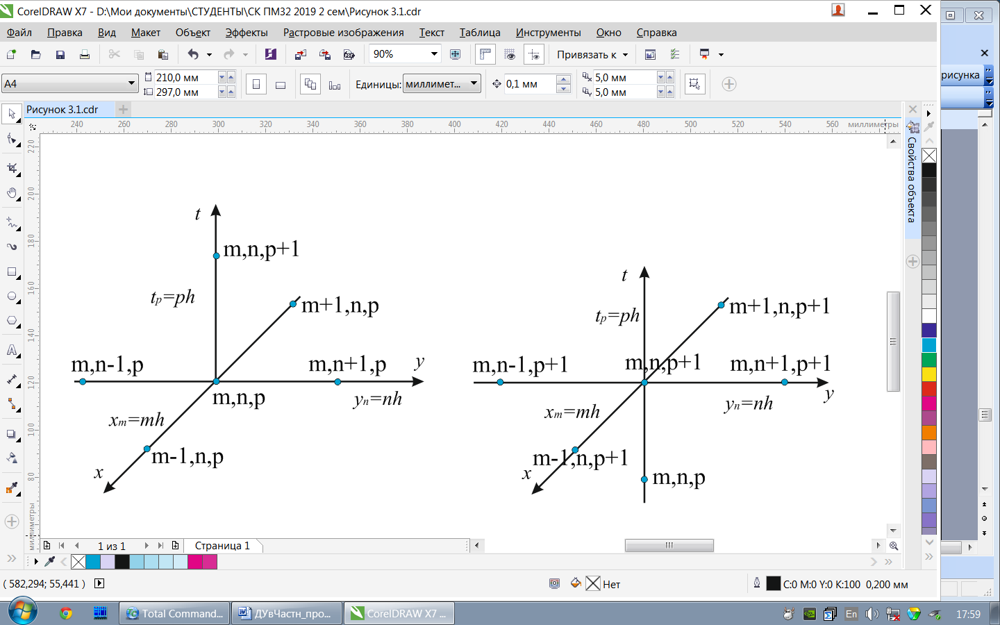 CorelDRAW X7 - D:\Мои документы\СТУДЕНТЫ\СК ПМ32 2019 2 сем\Рисунок 3.1.cdr
Файл Правка Вид Макет Объект Эффекты Растровые изображения Текст Таблица Инструменты Окно Справка
90% Привязать к
A4 210,0 мм 297,0 мм Единицы: миллимет... 0,1 мм 5,0 мм 5,0 мм
рисунка
Рисунок 3.1.cdr
240 260 280 300 320 340 360 380 400 420 440 460 480 500 520 540 560 миллиметры
220
200
180
160
140
120
100
80
миллиметры
Свойства объекта
t
m,n,p+1
tp=ph
m+1,n,p
m,n-1,p
m,n+1,p
y
m,n,p
yn=nh
xm=mh
m-1,n,p
x
t
tp=ph
m+1,n,p+1
m,n-1,p+1
m,n,p+1
m,n+1,p+1
y
xm=mh
yn=nh
m-1,n,p+1
x
m,n,p
1 из 1 Страница 1
( 582,294; 55,441 ) Нет C:0 M:0 Y:0 K:100 0,200 мм
Total Command... ДУвЧастн_про... CorelDRAW X7 ... En 17:59